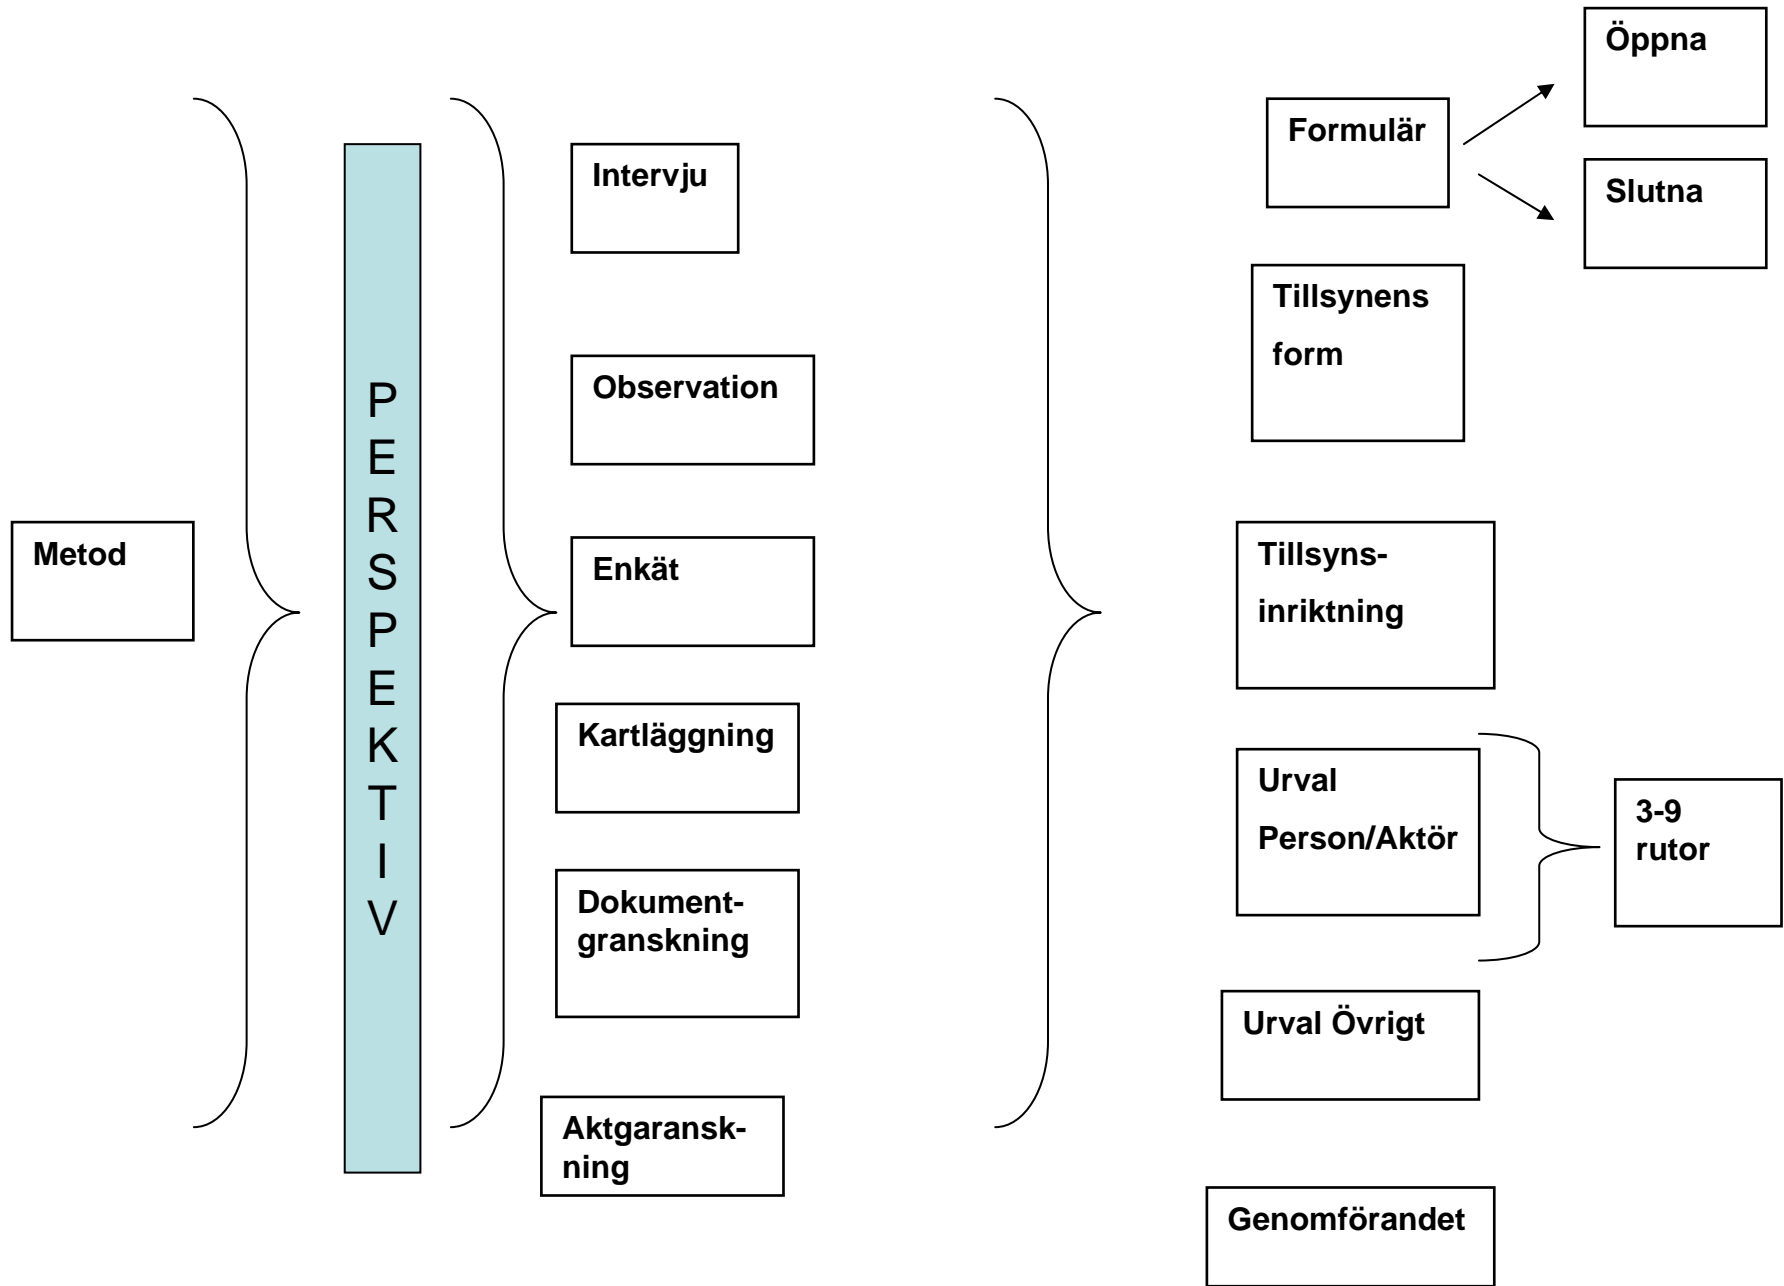 Metod
PERSPEKTIV
Intervju
Observation
Enkät
Kartläggning
Dokument-
granskning
Aktgaransk-
ning
Formulär
Öppna
Slutna
Tillsynens
form
Tillsyns-
inriktning
Urval
Person/Aktör
3-9
rutor
Urval Övrigt
Genomförandet